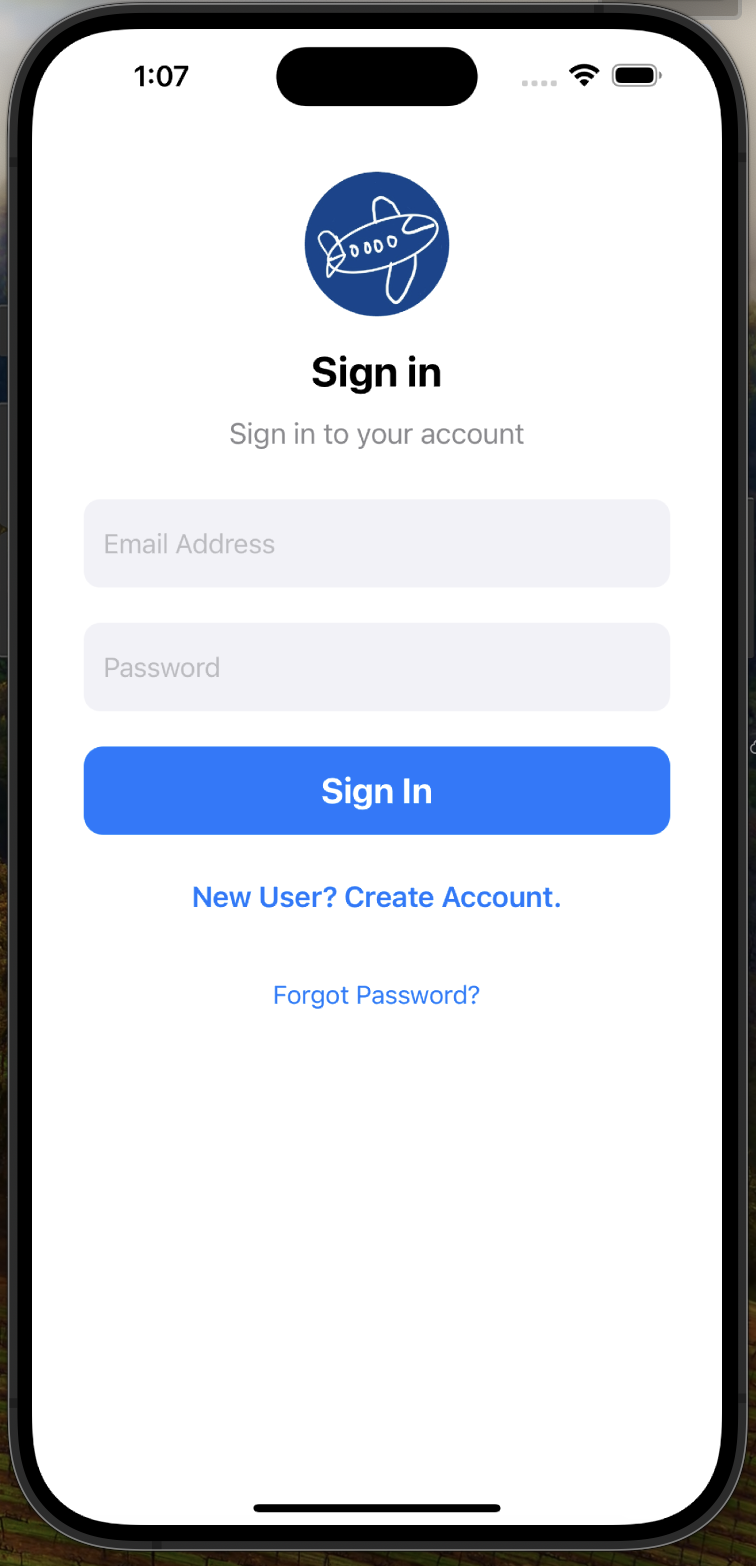 1:07
Sign in
Sign in to your account
Email Address
Password
Sign In
New User? Create Account.
Forgot Password?